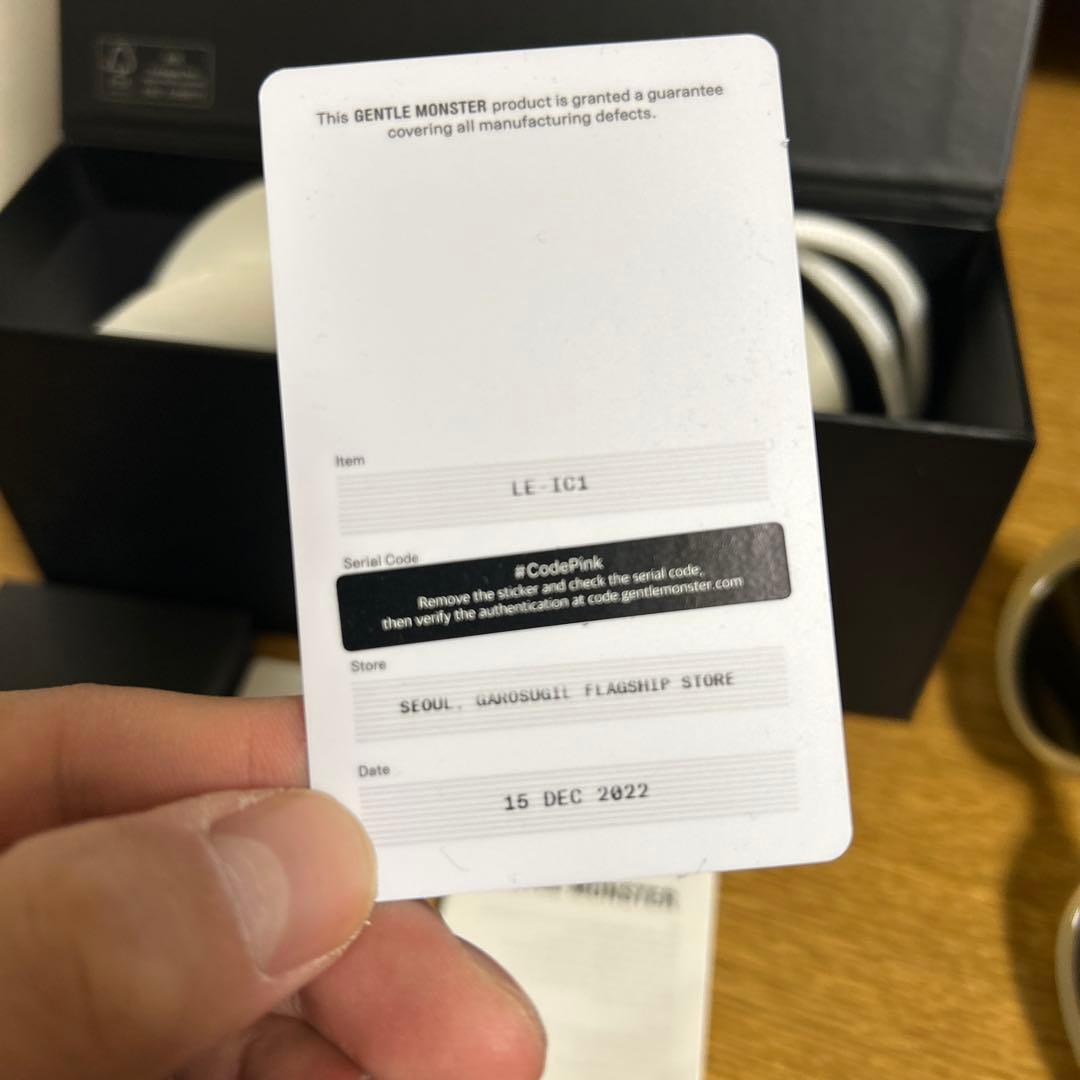 This GENTLE MONSTER product is granted a guarantee
covering all manufacturing defects.
Item
LE-IC1
Serial Code
#CodePink
Remove the sticker and check the serial code,
then verify the authentication at code.gentlemonster.com
Store
SEOUL, GAROSUGIL FLAGSHIP STORE
Date
15 DEC 2022
MONSTER